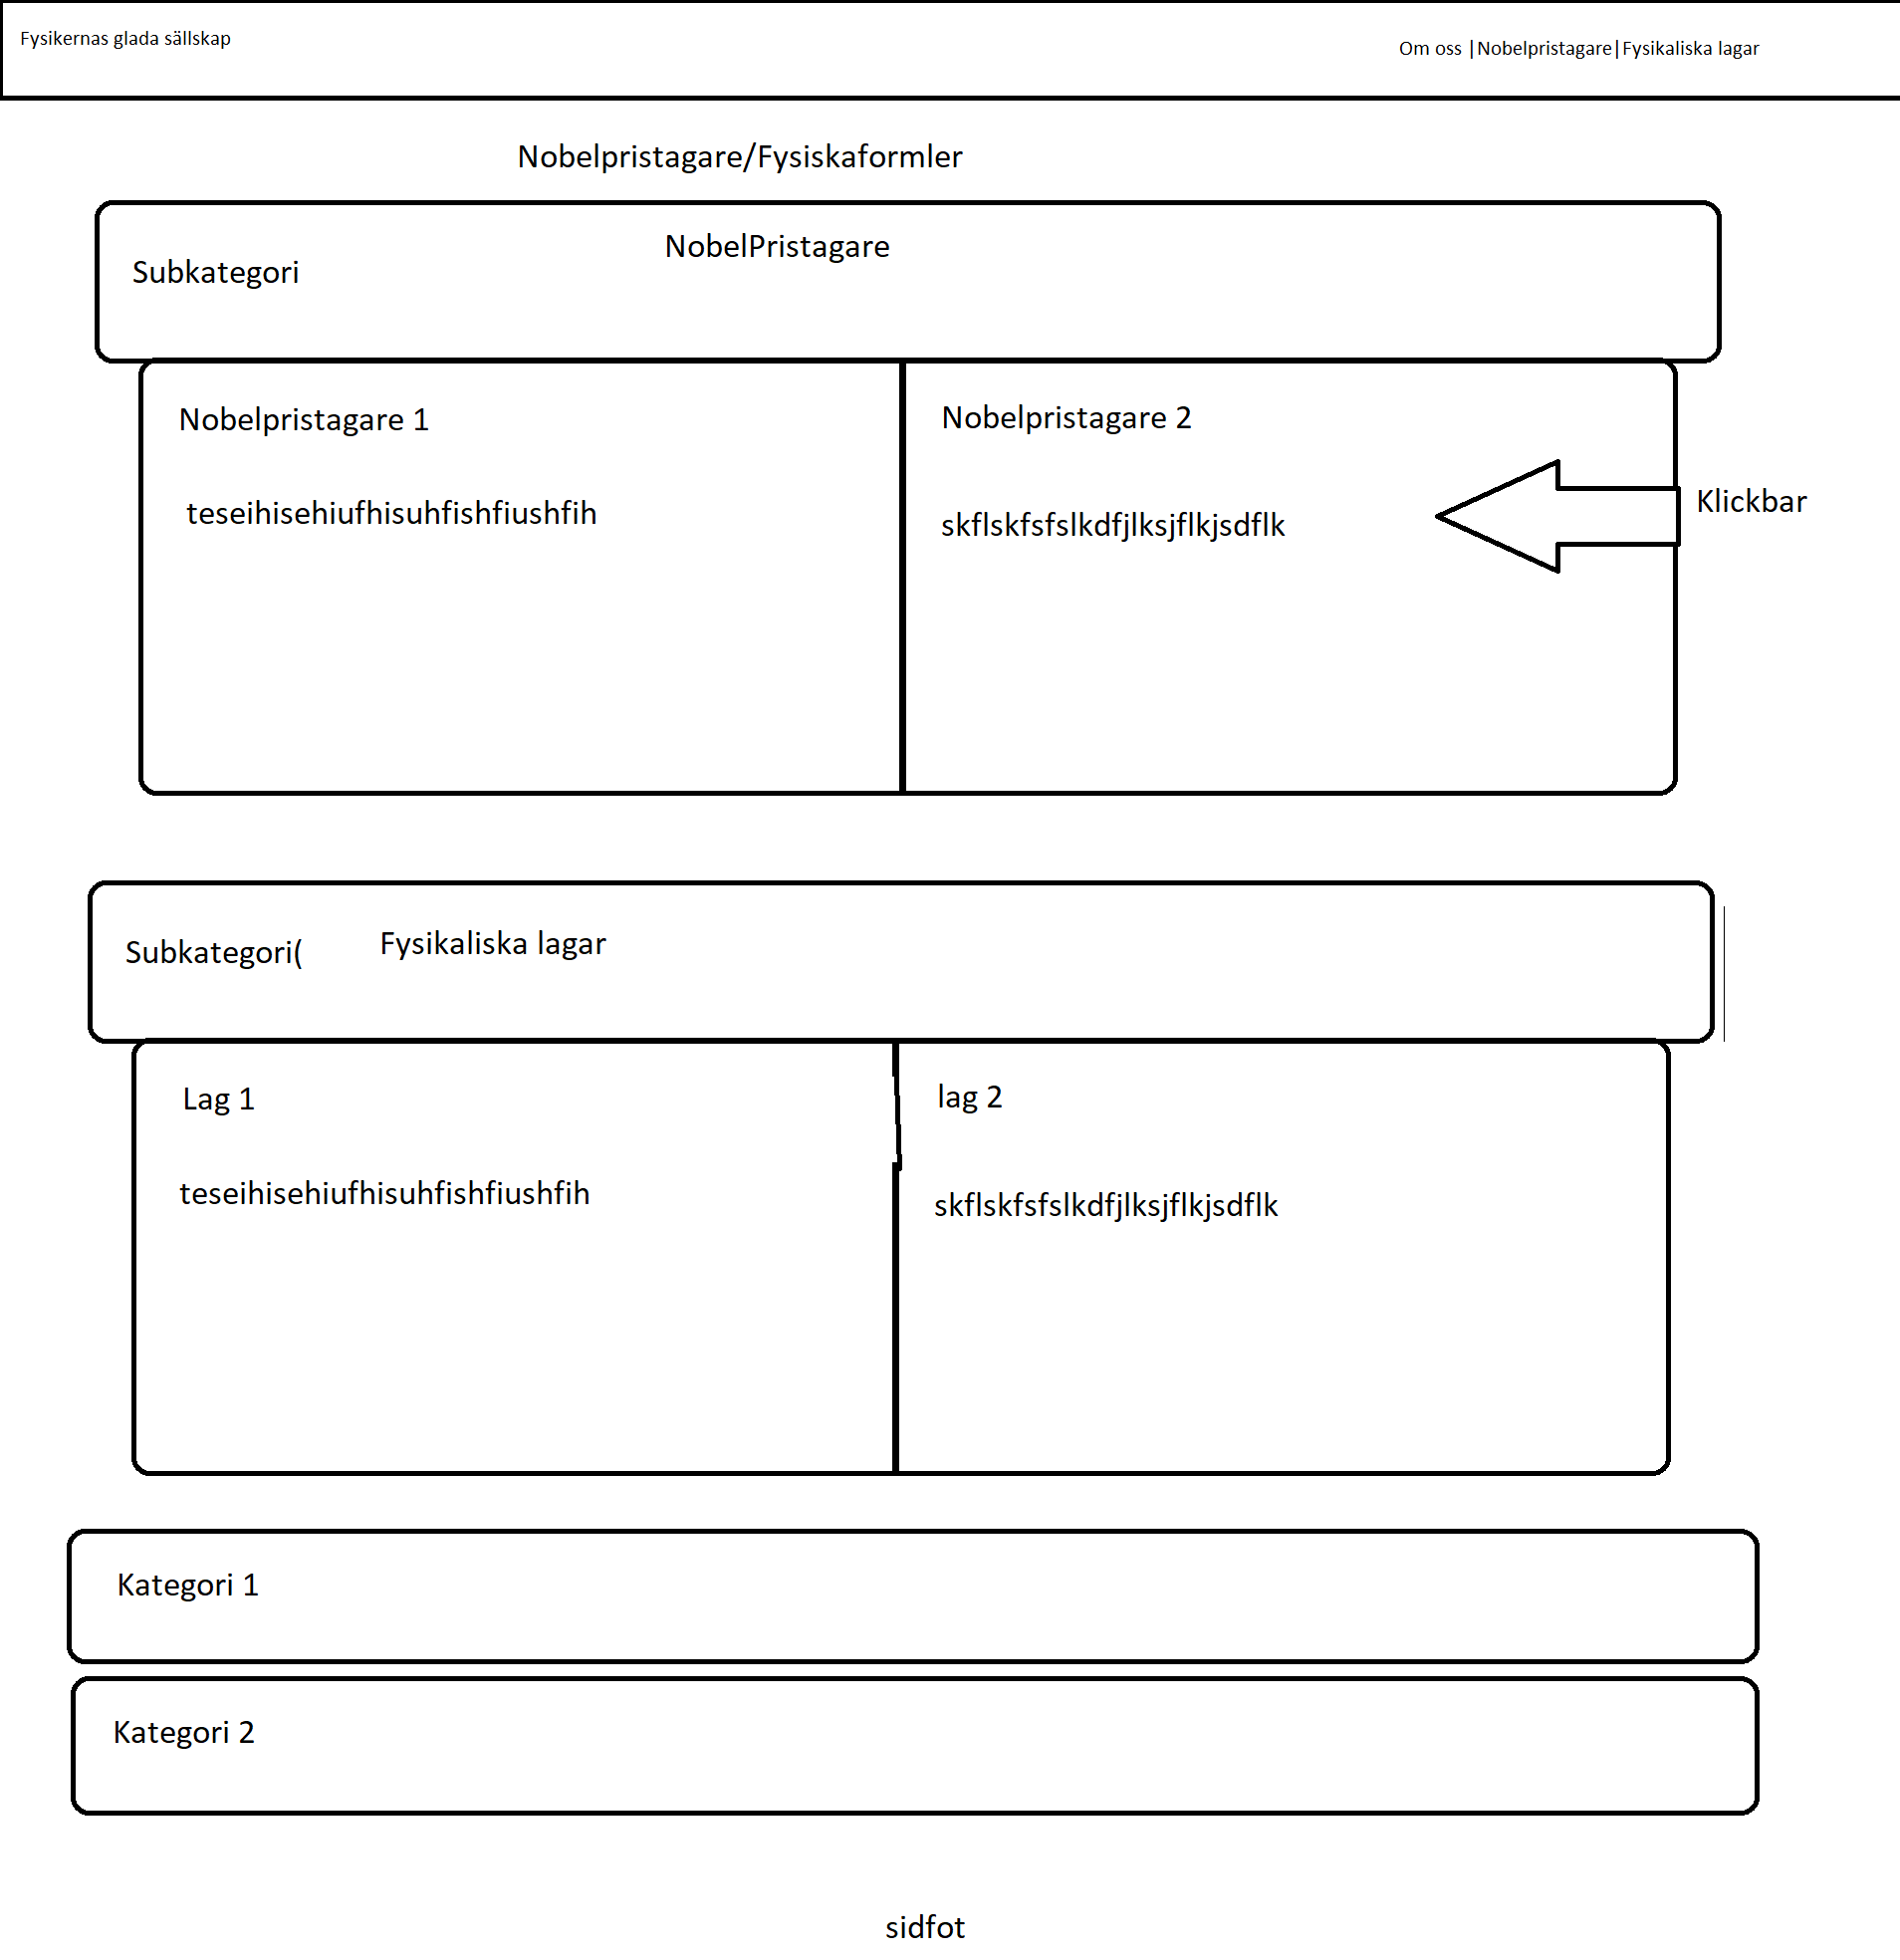 Fysikernas glada sällskap
Om oss |Nobelpristagare|Fysikaliska lagar
Nobelpristagare/Fysiskaformler
NobelPristagare
Subkategori
Nobelpristagare 1
Nobelpristagare 2
teseihisehiufhisuhfishfiushfih
skflskfsfslkdfjlksjflkjsdflk
Klickbar
Subkategori(
Fysikaliska lagar
Lag 1
lag 2
teseihisehiufhisuhfishfiushfih
skflskfsfslkdfjlksjflkjsdflk
Kategori 1
Kategori 2
sidfot